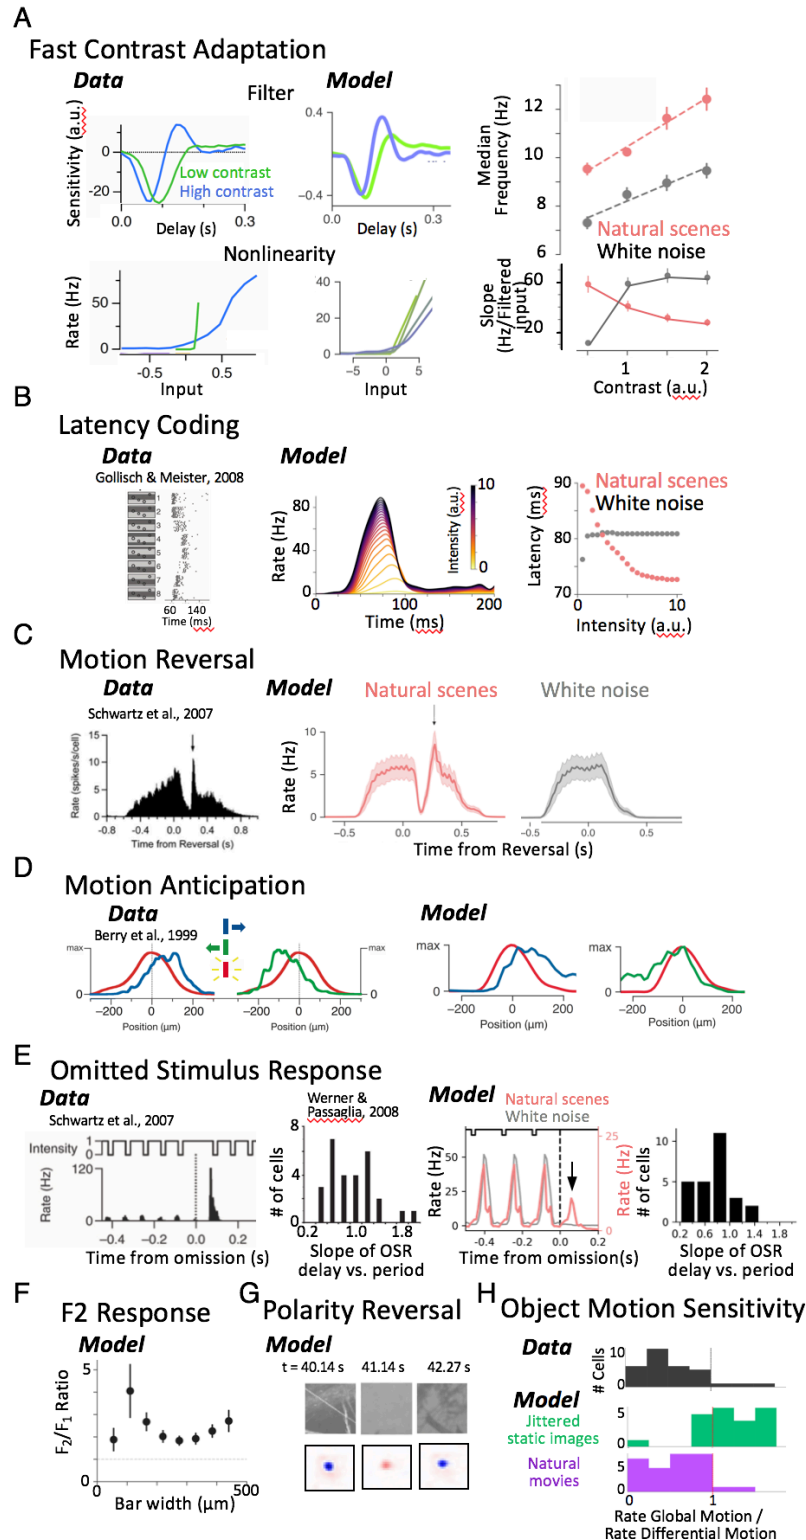 A
Fast Contrast Adaptation
Data
Model
Filter
Sensitivity (a.u.)
0
-20
Low contrast
High contrast
0.0
0.3
Delay (s)
0.4
−0.4
0.0
0.3
Delay (s)
Median
Frequency (Hz)
12
10
8
6
Natural scenes
White noise
Nonlinearity
Rate (Hz)
50
0
-0.5
0.5
Input
40
20
0
−5
0
5
Input
Slope
(Hz/Filtered
input)
60
20
1
2
Contrast (a.u.)
B
Latency Coding
Data
Model
Gollisch & Meister, 2008
1
2
3
4
5
6
7
8
60
140
Time (ms)
Rate (Hz)
80
40
0
0
100
200
Time (ms)
Intensity (a.u.)
10
0
Latency (ms)
90
80
70
Natural scenes
White noise
0
10
Intensity (a.u.)
C
Motion Reversal
Data
Model
Natural scenes
White noise
Schwartz et al., 2007
Rate (spikes/s/cell)
15
10
5
0
-0.8
-0.4
0.0
0.4
0.8
Time from Reversal (s)
Rate (Hz)
10
5
0
−0.5
0.0
0.5
−0.5
0.0
0.5
Time from Reversal (s)
D
Motion Anticipation
Data
Model
Berry et al., 1999
max
max
0
−200
0
200
Position (µm)
−200
0
200
Position (µm)
max
−200
0
200
Position (µm)
max
0
−200
0
200
Position (µm)
E
Omitted Stimulus Response
Data
Schwartz et al., 2007
Werner &
Passaglia, 2008
Model
Natural scenes
White noise
Intensity
1
0
Rate (Hz)
120
0
−0.4
−0.2
0
0.2
Time from omission (s)
# of cells
8
4
0
0.2
1.0
1.8
Slope of OSR
delay vs. period
Rate (Hz)
50
25
0
-0.4
-0.2
0.0
0.2
Time from omission(s)
25
0
Rate (Hz)
# of cells
10
5
0
0.2
0.6
1.0
1.4
1.8
Slope of OSR
delay vs. period
F
F2 Response
Model
F2/F1 Ratio
5
0
0
500
Bar width (µm)
G
Polarity Reversal
Model
t = 40.14 s
41.14 s
42.27 s
H
Object Motion Sensitivity
Data
# Cells
10
0
Model
Jittered
static images
5
0
Natural
movies
5
0
0
1
Rate Global Motion /
Rate Differential Motion